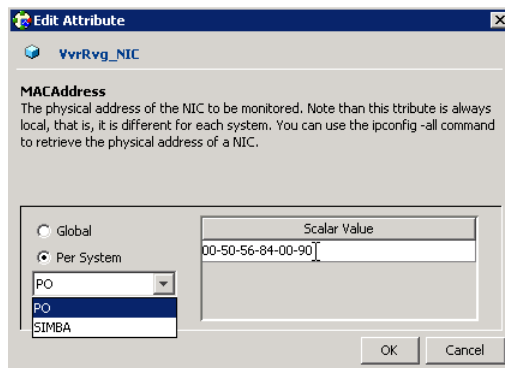 Edit Attribute
VvrRvg_NIC
MACAddress
The physical address of the NIC to be monitored. Note than this ttribute is always
local, that is, it is different for each system. You can use the ipconfig -all command
to retrieve the physical address of a NIC.
Global
Per System
PO
PO
SIMBA
Scalar Value
00-50-56-84-00-90
OK
Cancel